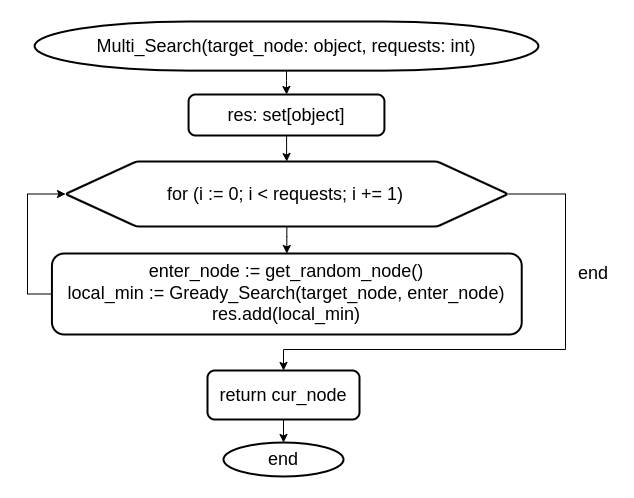 Multi_Search(target_node: object, requests: int)
res: set[object]
for (i := 0; i < requests; i += 1)
enter_node := get_random_node()
local_min := Gready_Search(target_node, enter_node)
res.add(local_min)
end
return cur_node
end